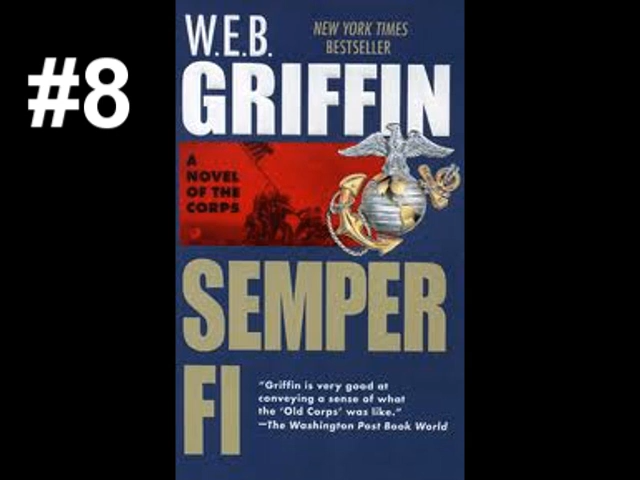 #8
W.E.B.
NEW YORK TIMES
BESTSELLER
GRIFFIN
A
NOVEL
OF THE
CORPS
SEMPER
FI
"Griffin is very good at
conveying a sense of what
the 'Old Corps' was like."
—The Washington Post Book World